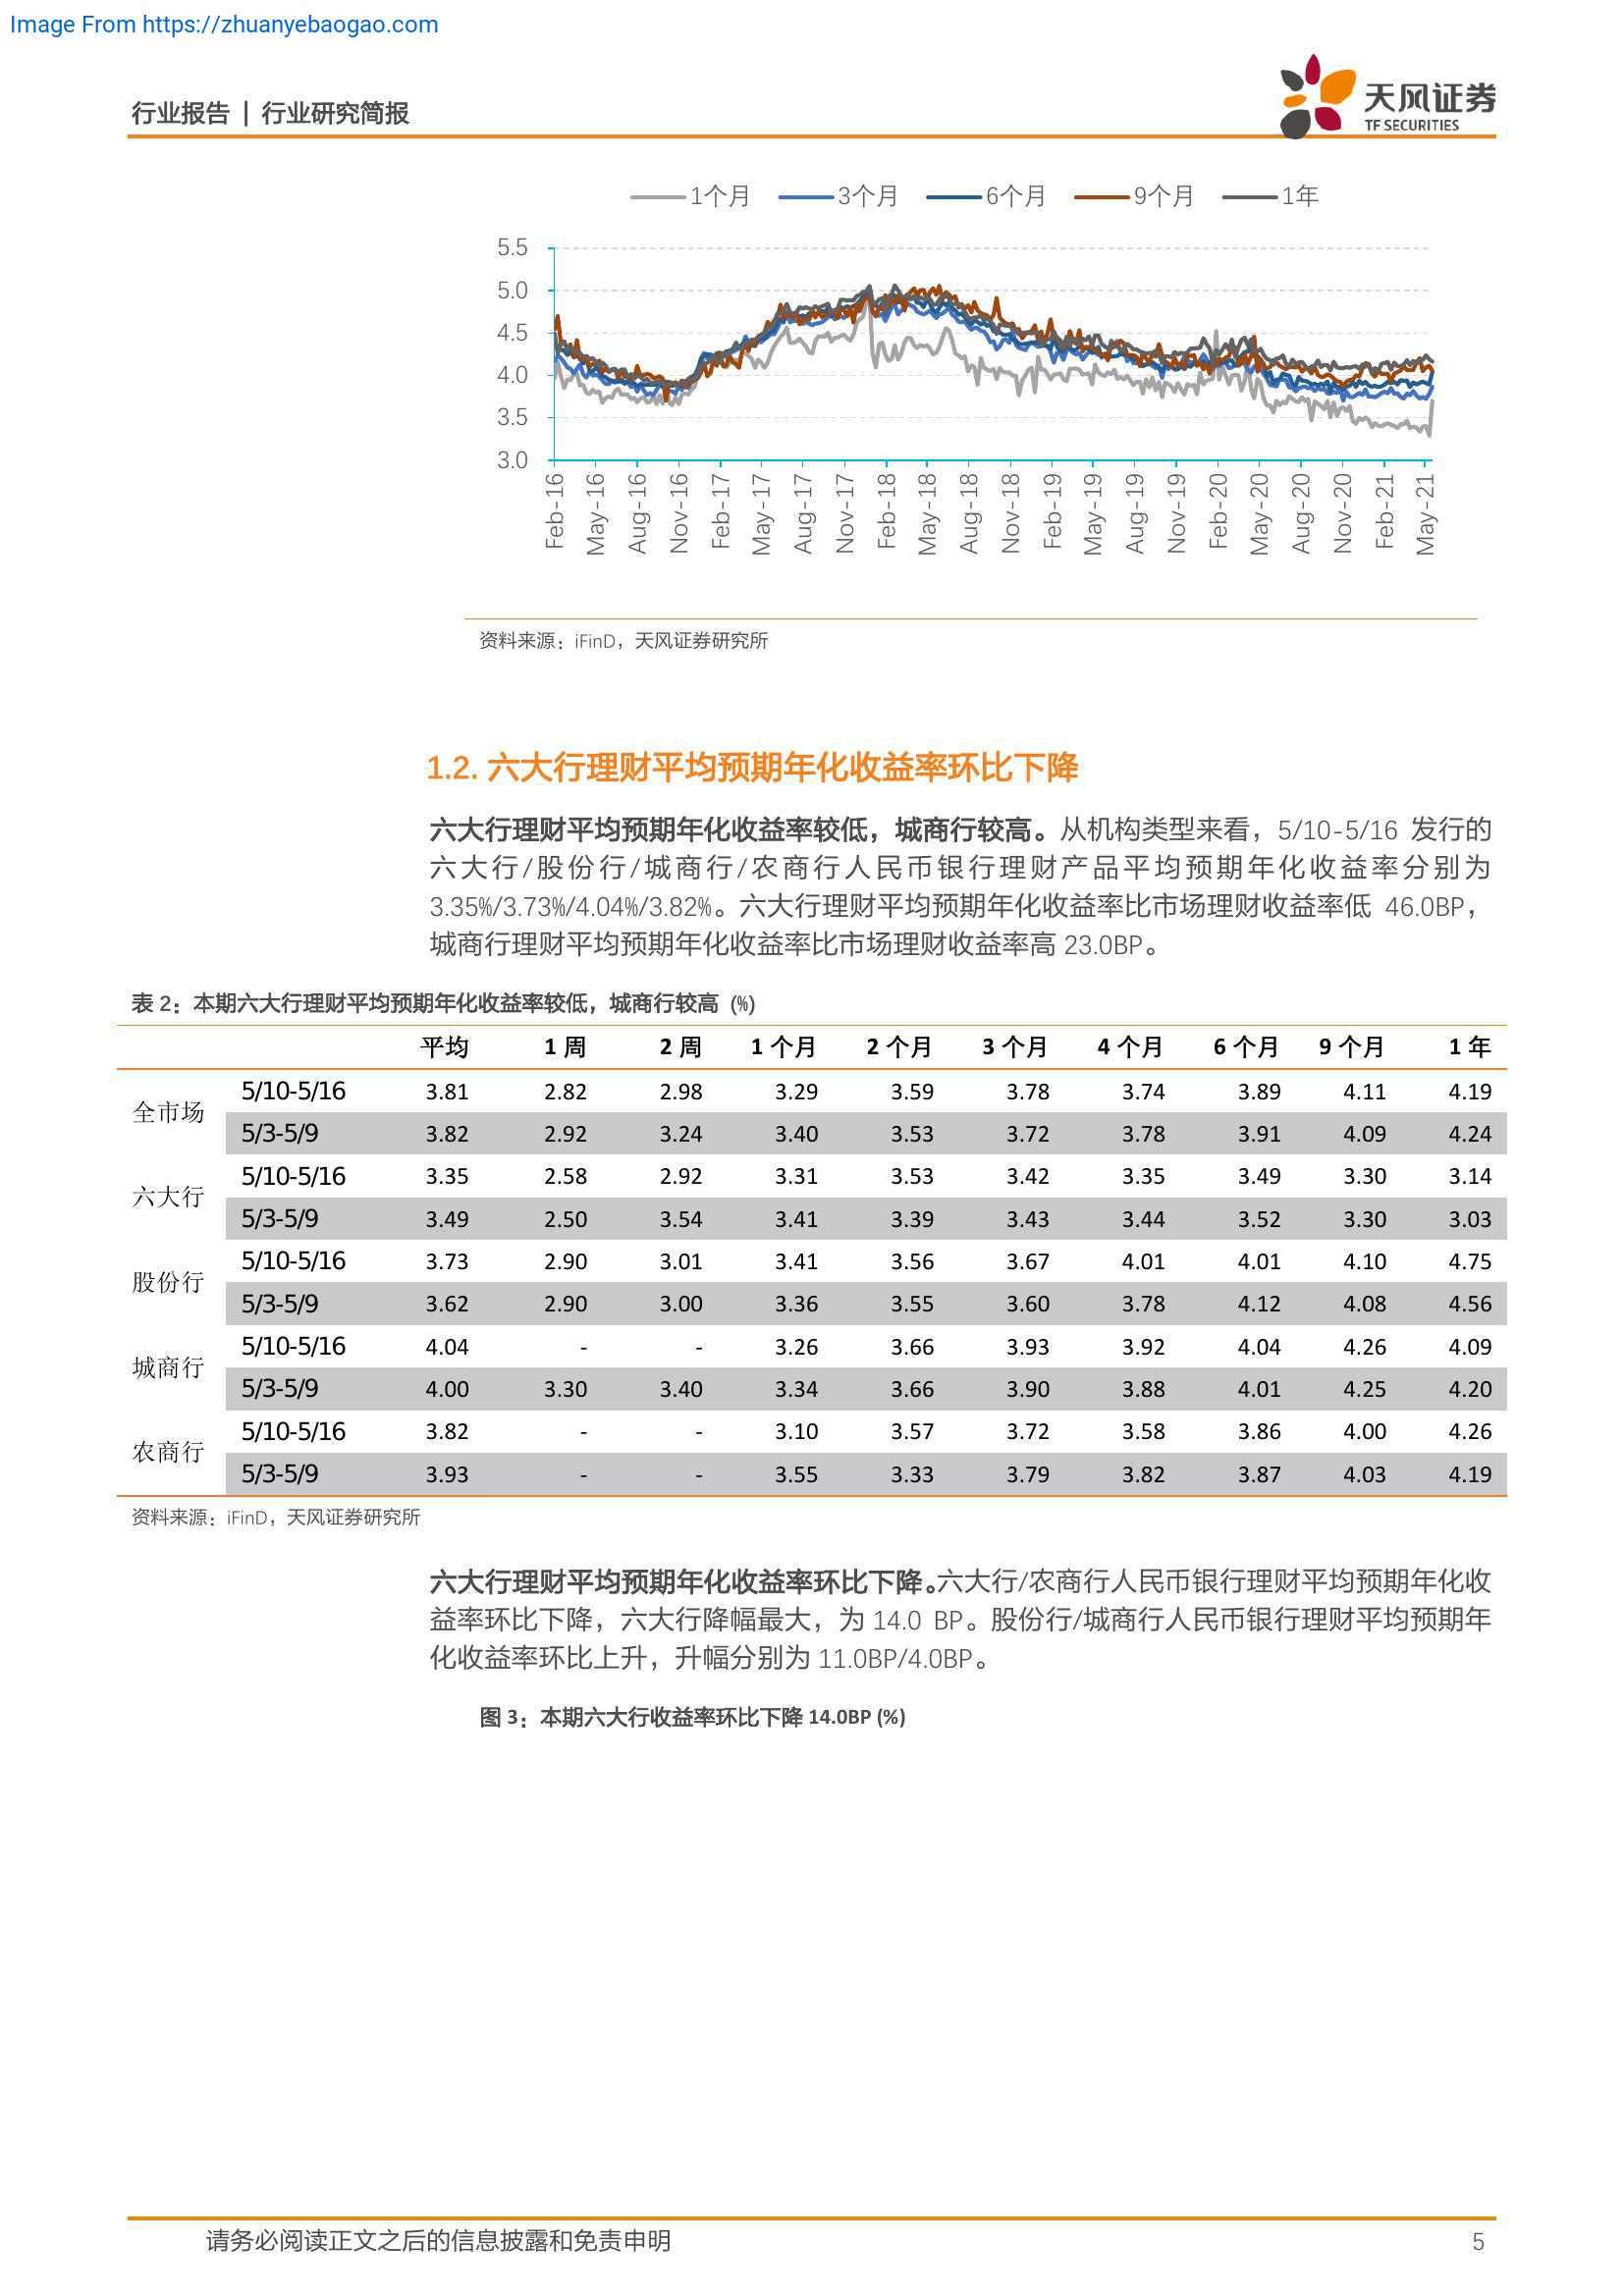 Image From https://zhuanyebaogao.com
行业报告 | 行业研究简报
天风证券
TF SECURITIES
1个月 3个月 6个月 9个月 1年
5.5
5.0
4.5
4.0
3.5
3.0
Feb-16 May-16 Aug-16 Nov-16 Feb-17 May-17 Aug-17 Nov-17 Feb-18 May-18 Aug-18 Nov-18 Feb-19 May-19 Aug-19 Nov-19 Feb-20 May-20 Aug-20 Nov-20 Feb-21 May-21
资料来源：iFinD，天风证券研究所
1.2. 六大行理财平均预期年化收益率环比下降
六大行理财平均预期年化收益率较低，城商行较高。从机构类型来看，5/10-5/16 发行的
六大行/股份行/城商行/农商行人民币银行理财产品平均预期年化收益率分别为
3.35%/3.73%/4.04%/3.82%。六大行理财平均预期年化收益率比市场理财收益率低 46.0BP，
城商行理财平均预期年化收益率比市场理财收益率高 23.0BP。
表 2：本期六大行理财平均预期年化收益率较低，城商行较高 (%)
平均 1 周 2 周 1 个月 2 个月 3 个月 4 个月 6 个月 9 个月 1 年
全市场 5/10-5/16 3.81 2.82 2.98 3.29 3.59 3.78 3.74 3.89 4.11 4.19
5/3-5/9 3.82 2.92 3.24 3.40 3.53 3.72 3.78 3.91 4.09 4.24
六大行 5/10-5/16 3.35 2.58 2.92 3.31 3.53 3.42 3.35 3.49 3.30 3.14
5/3-5/9 3.49 2.50 3.54 3.41 3.39 3.43 3.44 3.52 3.30 3.03
股份行 5/10-5/16 3.73 2.90 3.01 3.41 3.56 3.67 4.01 4.01 4.10 4.75
5/3-5/9 3.62 2.90 3.00 3.36 3.55 3.60 3.78 4.12 4.08 4.56
城商行 5/10-5/16 4.04 - - 3.26 3.66 3.93 3.92 4.04 4.26 4.09
5/3-5/9 4.00 3.30 3.40 3.34 3.66 3.90 3.88 4.01 4.25 4.20
农商行 5/10-5/16 3.82 - - 3.10 3.57 3.72 3.58 3.86 4.00 4.26
5/3-5/9 3.93 - - 3.55 3.33 3.79 3.82 3.87 4.03 4.19
资料来源：iFinD，天风证券研究所
六大行理财平均预期年化收益率环比下降。六大行/农商行人民币银行理财平均预期年化收
益率环比下降，六大行降幅最大，为 14.0 BP。股份行/城商行人民币银行理财平均预期年
化收益率环比上升，升幅分别为 11.0BP/4.0BP。
图 3：本期六大行收益率环比下降 14.0BP (%)
请务必阅读正文之后的信息披露和免责申明 5